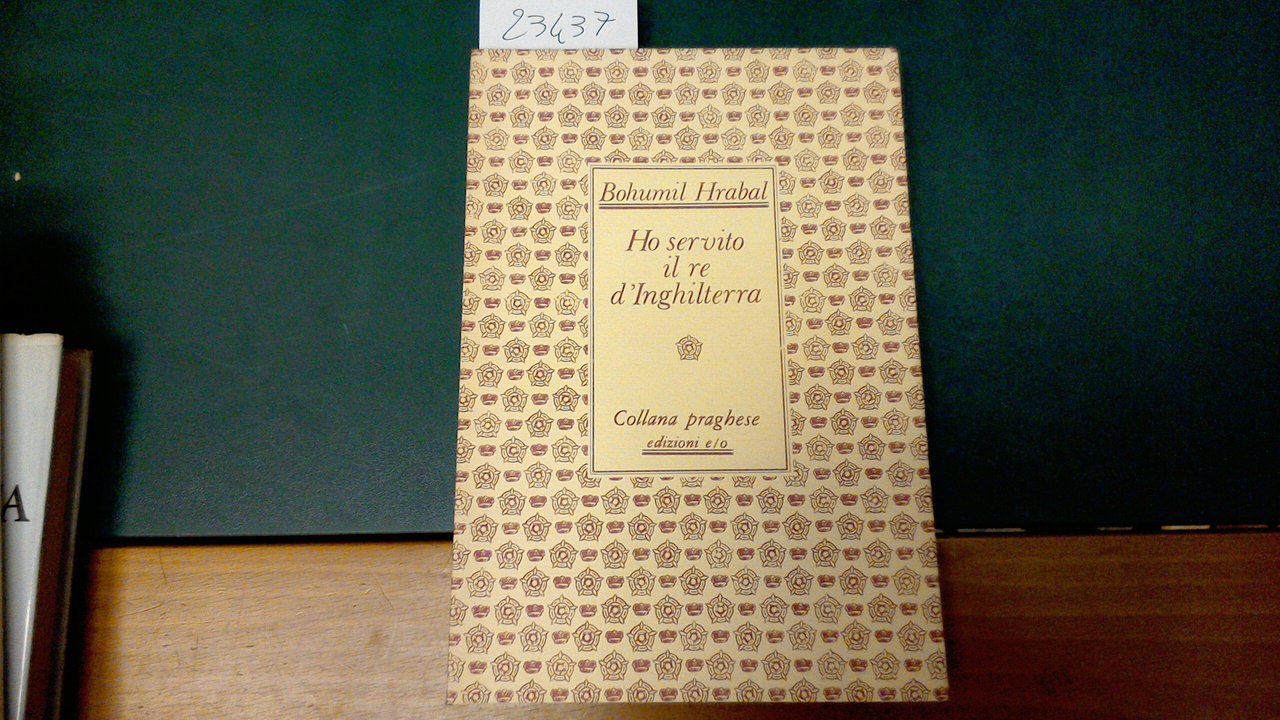 23437
Bohumil Hrabal
Ho servito
il re
d'Inghilterra
Collana praghese
edizioni e/o
A